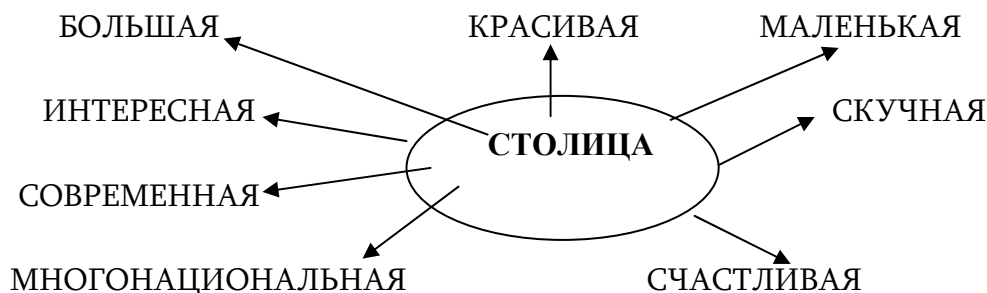 БОЛЬШАЯ КРАСИВАЯ МАЛЕНЬКАЯ
ИНТЕРЕСНАЯ СКУЧНАЯ
СТОЛИЦА
СОВРЕМЕННАЯ
МНОГОНАЦИОНАЛЬНАЯ СЧАСТЛИВАЯ